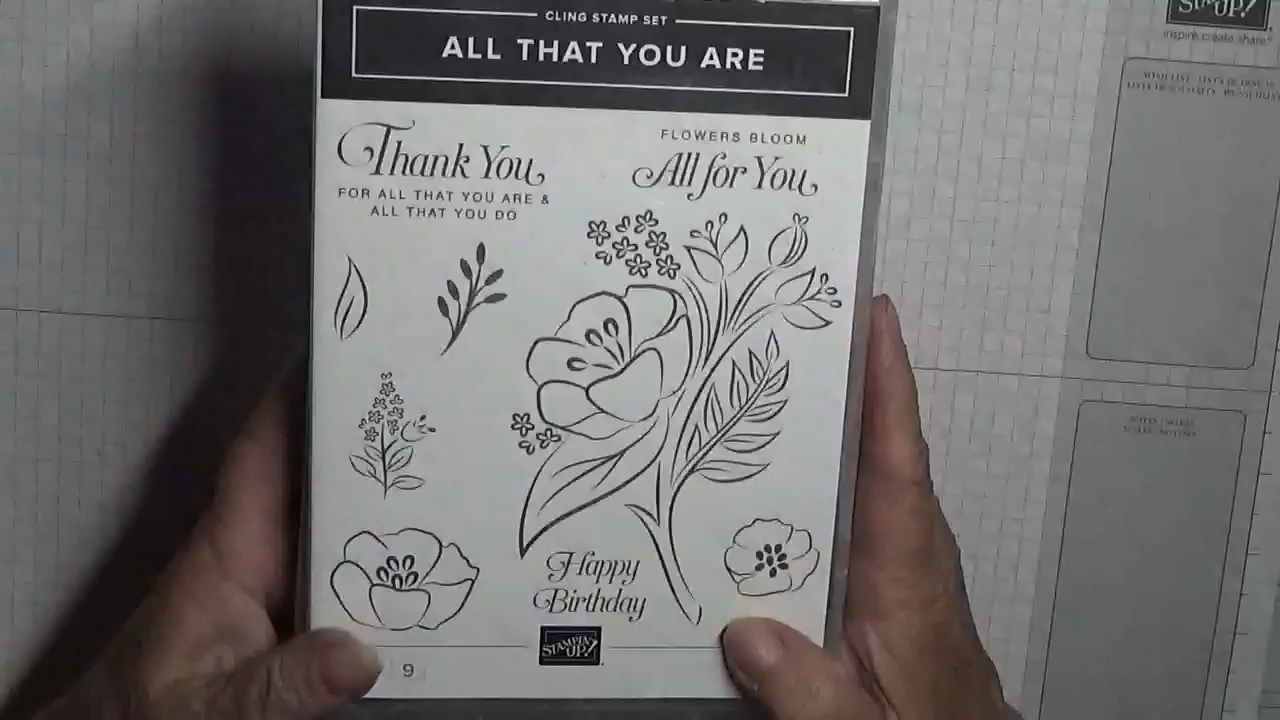 CLING STAMP SET
ALL THAT YOU ARE
Thank You
FOR ALL THAT YOU ARE &
ALL THAT YOU DO
FLOWERS BLOOM
All for You
Happy
Birthday
STAMPIN' UP!
9
STAMPIN' UP!
inspire.create.share